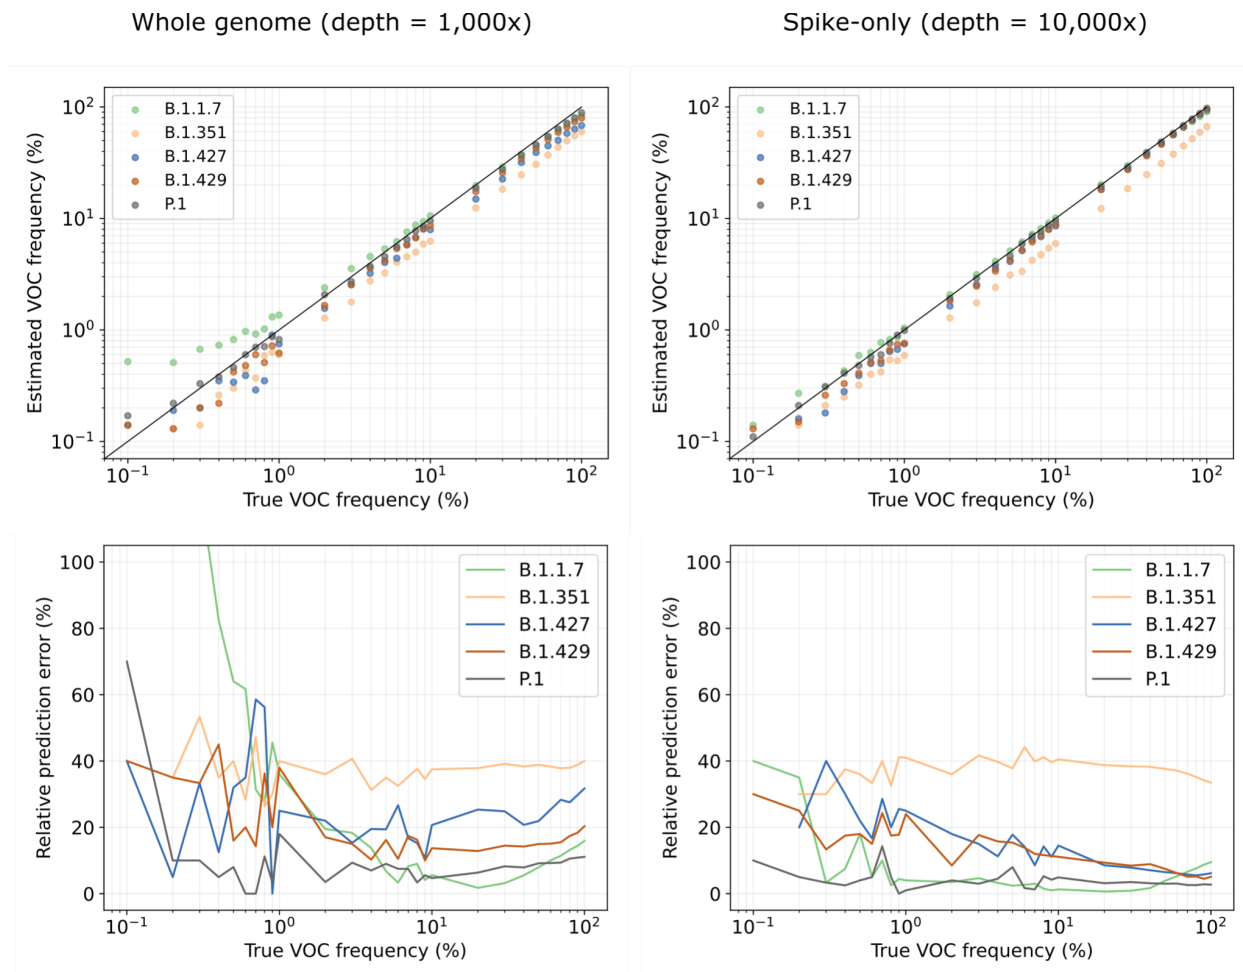 Whole genome (depth = 1,000x)
Spike-only (depth = 10,000x)
Estimated VOC frequency (%)
10²
10¹
10⁰
10⁻¹
B.1.1.7
B.1.351
B.1.427
B.1.429
P.1
10⁻¹ 10⁰ 10¹ 10²
True VOC frequency (%)
Estimated VOC frequency (%)
10²
10¹
10⁰
10⁻¹
B.1.1.7
B.1.351
B.1.427
B.1.429
P.1
10⁻¹ 10⁰ 10¹ 10²
True VOC frequency (%)
Relative prediction error (%)
100
80
60
40
20
0
B.1.1.7
B.1.351
B.1.427
B.1.429
P.1
10⁻¹ 10⁰ 10¹ 10²
True VOC frequency (%)
Relative prediction error (%)
100
80
60
40
20
0
B.1.1.7
B.1.351
B.1.427
B.1.429
P.1
10⁻¹ 10⁰ 10¹ 10²
True VOC frequency (%)